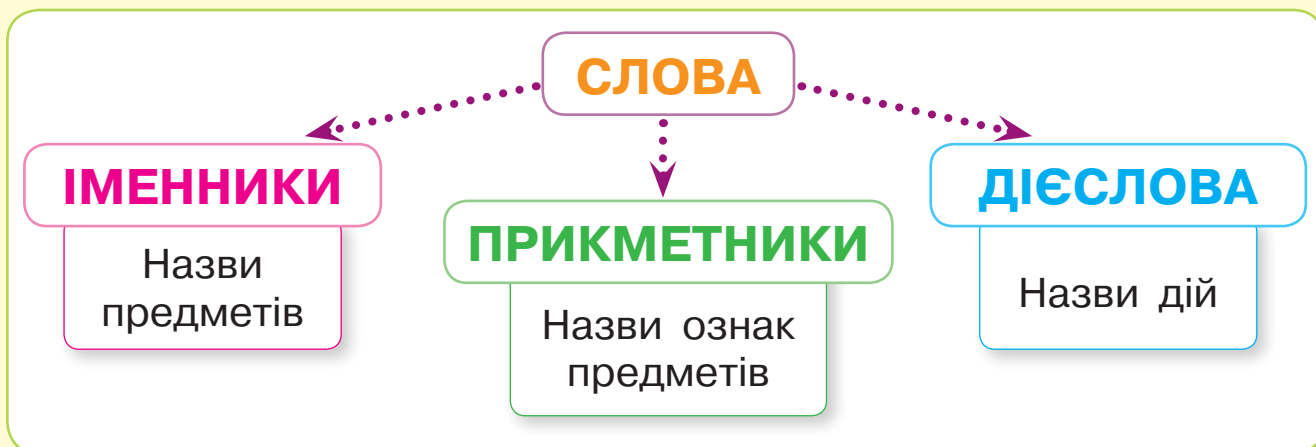 СЛОВА
ІМЕННИКИ
Назви
предметів
ПРИКМЕТНИКИ
Назви ознак
предметів
ДІЄСЛОВА
Назви дій